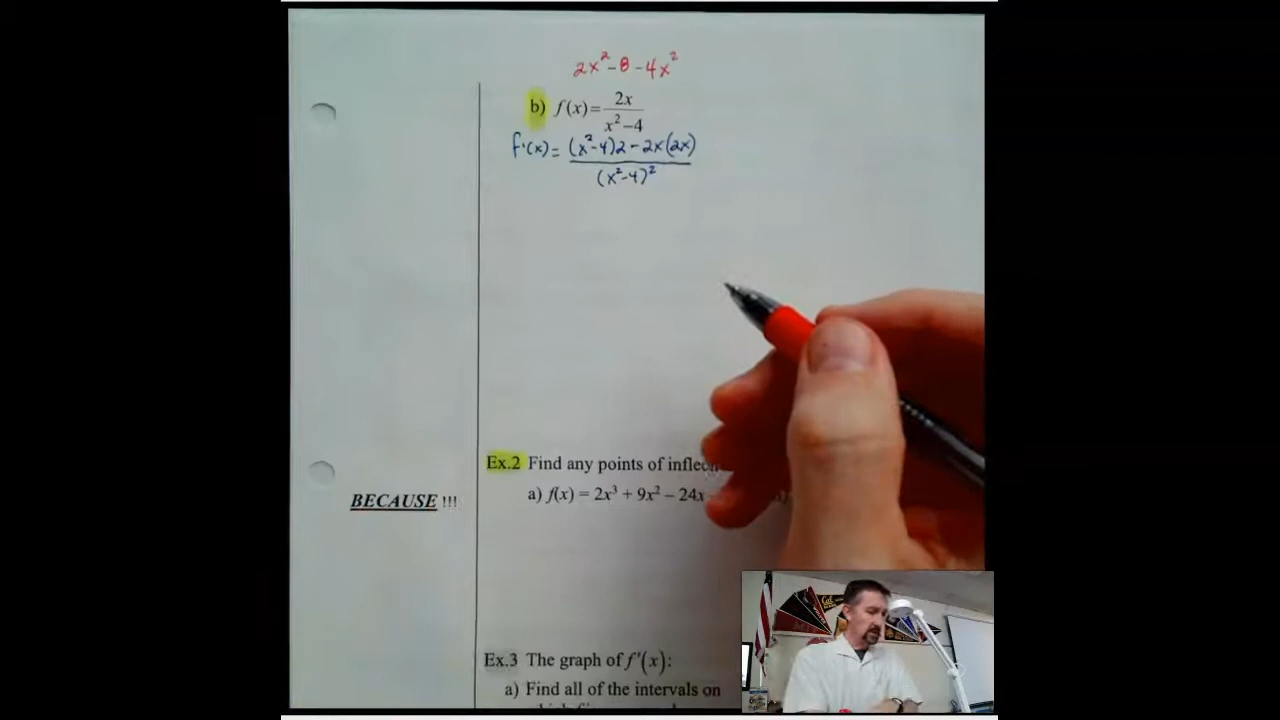 2x²-8-4x²
b) f(x)= 2x / x²-4
f'(x)= (x²-4)2-2x(2x) / (x²-4)²
Ex.2 Find any points of
a) f(x) = 2x³ + 9x² – 24x
BECAUSE !!!
Ex.3 The graph of f'(x):
a) Find all of the intervals on
Cal